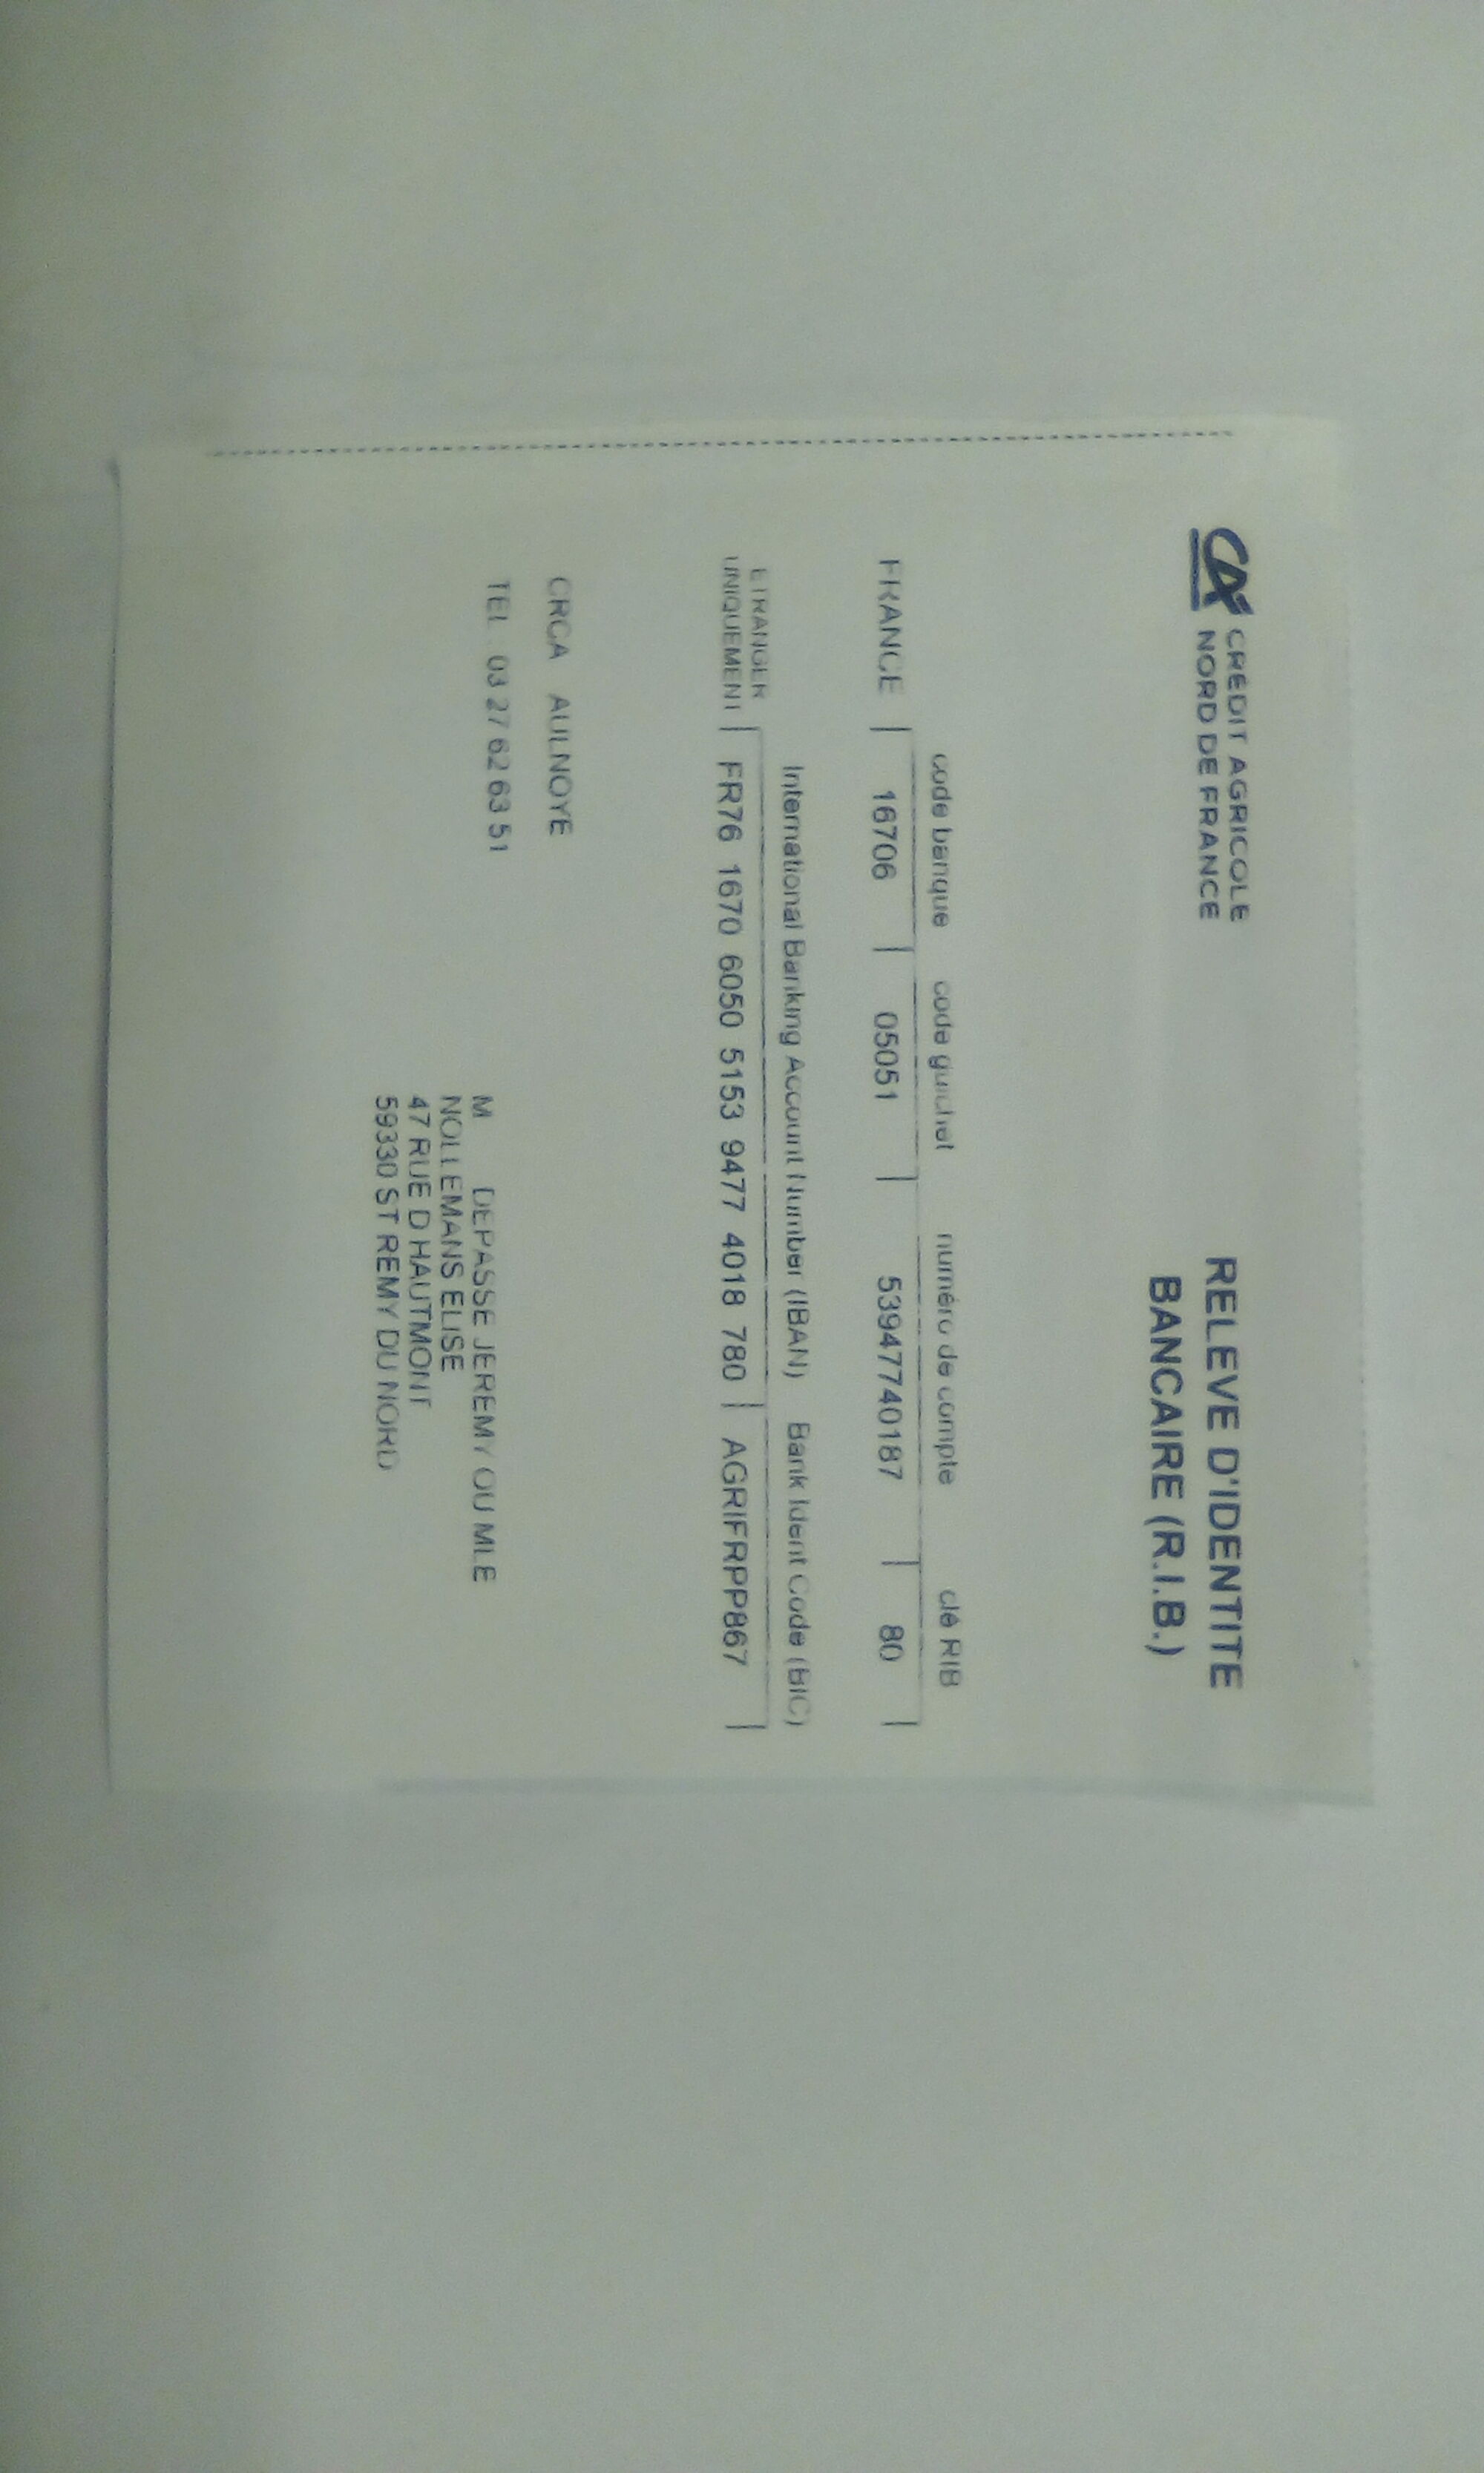 CA CREDIT AGRICOLE
NORD DE FRANCE
RELEVE D'IDENTITE
BANCAIRE (R.I.B.)
code banque code guichet numéro de compte clé RIB
FRANCE 16706 05051 53947740187 80
International Banking Account Number (IBAN) Bank Ident Code (BIC)
ETRANGER
UNIQUEMENT FR76 1670 6050 5153 9477 4018 780 AGRIFRPP867
CRCA AULNOYE
TEL 03 27 62 63 51
M DEPASSE JEREMY OU MLE
NOLLEMANS ELISE
47 RUE D HAUTMONT
59330 ST REMY DU NORD